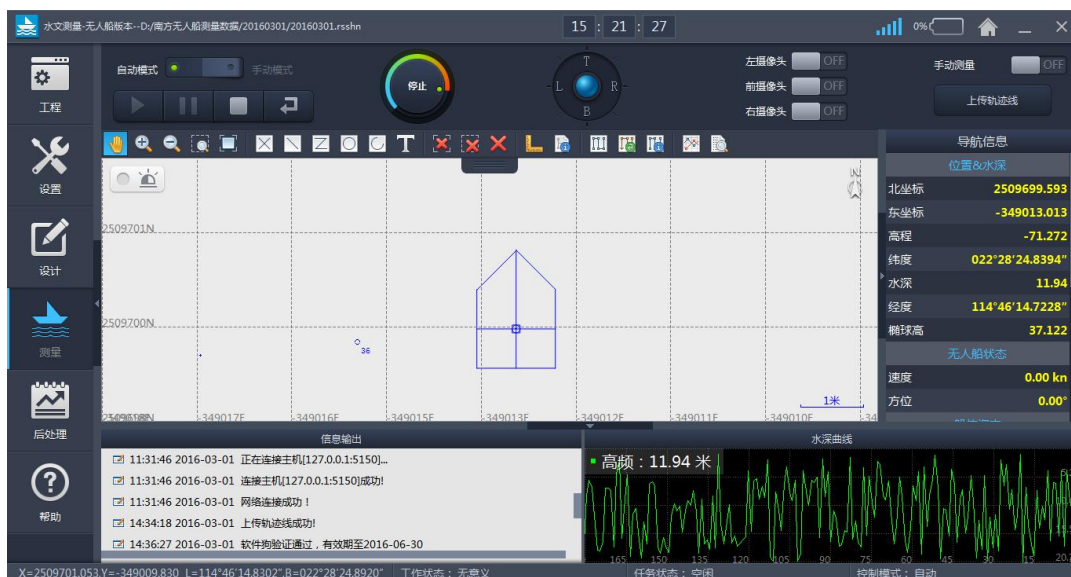 水文测量-无人船版本--D:/南方无人船测量数据/20160301/20160301.rsshn
15 : 21 : 27
0%
工程
设置
设计
测量
后处理
帮助
自动模式
手动模式
停止
T
L
R
B
左摄像头 OFF
前摄像头 OFF
右摄像头 OFF
手动测量 OFF
上传轨迹线
N
2509701N
2509700N
36
1米
-349017E
-349016E
-349015E
-349013E
-349012E
-349011E
-349010E
-34
导航信息
位置&水深
北坐标 2509699.593
东坐标 -349013.013
高程 -71.272
纬度 022°28'24.8394"
水深 11.94
经度 114°46'14.7228"
椭球高 37.122
无人船状态
速度 0.00 kn
方位 0.00°
信息输出
11:31:46 2016-03-01 正在连接主机[127.0.0.1:5150]...
11:31:46 2016-03-01 连接主机[127.0.0.1:5150]成功!
11:31:46 2016-03-01 网络连接成功！
14:34:18 2016-03-01 上传轨迹线成功!
14:36:27 2016-03-01 软件狗验证通过，有效期至2016-06-30
水深曲线
高频：11.94 米
165 150 135 120 105 90 75 60 45 30 15
X=2509701.053,Y=-349009.830 L=114°46'14.8302",B=022°28'24.8920"
工作状态：无意义
任务状态：空闲
控制模式：自动